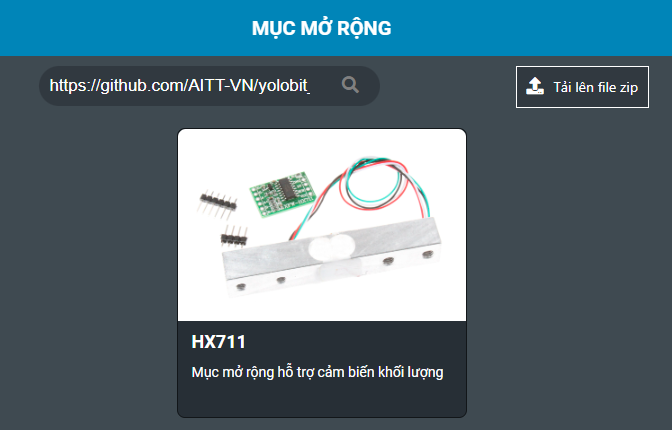 MỤC MỞ RỘNG
https://github.com/AITT-VN/yolobit_
Tải lên file zip
HX711
Mục mở rộng hỗ trợ cảm biến khối lượng